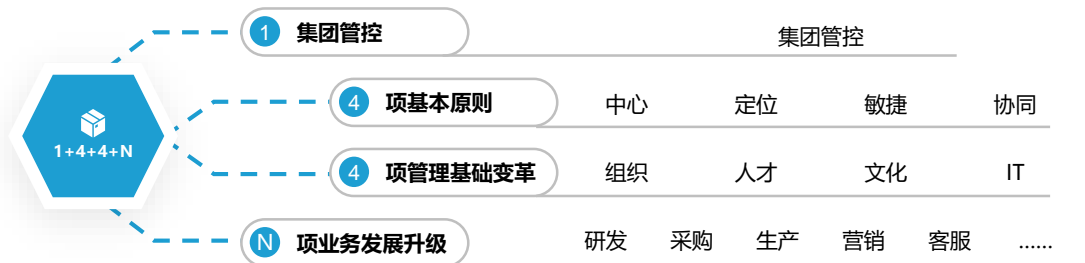 1 集团管控 集团管控
4 项基本原则 中心 定位 敏捷 协同
1+4+4+N
4 项管理基础变革 组织 人才 文化 IT
N 项业务发展升级 研发 采购 生产 营销 客服 ......